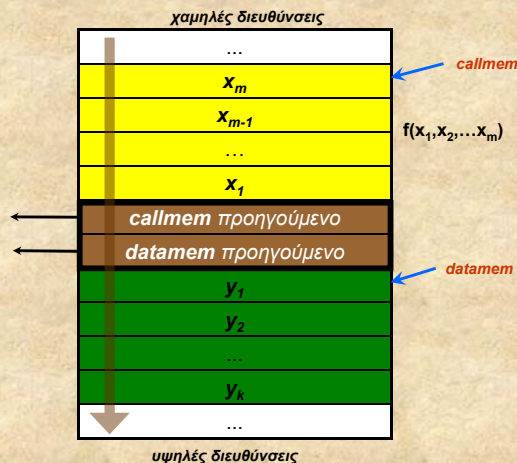 χαμηλές διευθύνσεις
...
callmem
x_m
x_{m-1}
f(x_1,x_2,…x_m)
...
x_1
callmem προηγούμενο
datamem προηγούμενο
datamem
y_1
y_2
...
y_k
...
υψηλές διευθύνσεις